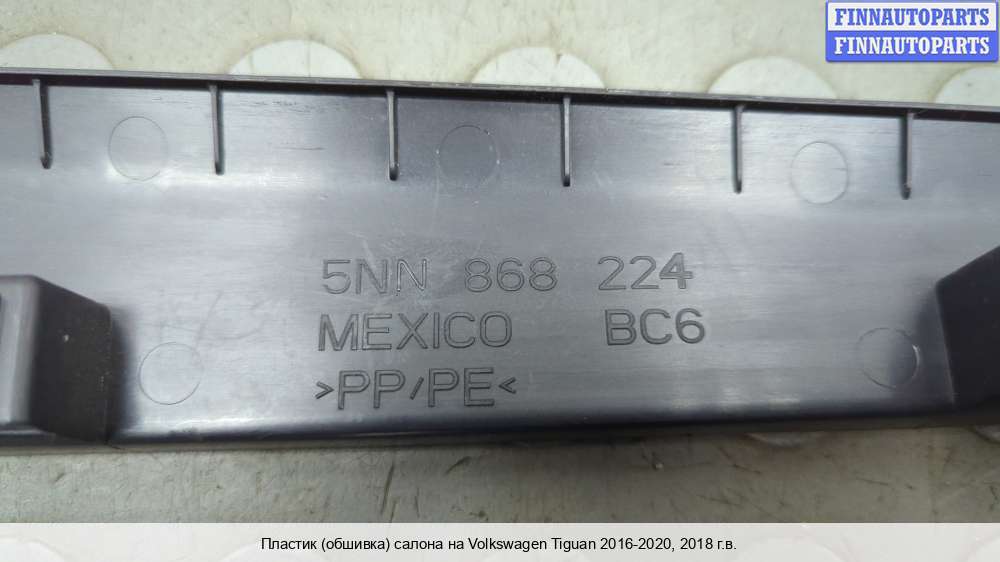 FINNAUTOPARTS
FINNAUTOPARTS
5NN 868 224
MEXICO BC6
>PP/PE<
Пластик (обшивка) салона на Volkswagen Tiguan 2016-2020, 2018 г.в.